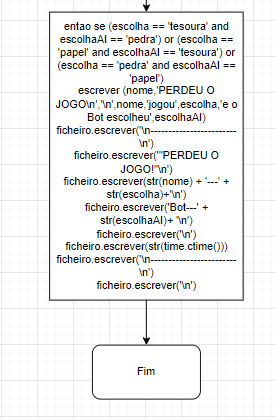 entao se (escolha == 'tesoura' and
escolhaAI == 'pedra') or (escolha ==
'papel' and escolhaAI == 'tesoura') or
(escolha == 'pedra' and escolhaAI ==
'papel')
escrever (nome,'PERDEU O
JOGO\n','\n',nome,'jogou',escolha,'e o
Bot escolheu',escolhaAI)
ficheiro.escrever('\n-------------------------
\n')
ficheiro.escrever('"PERDEU O
JOGO!"\n')
ficheiro.escrever(str(nome) + '---' +
str(escolha)+'\n')
ficheiro.escrever('Bot---' +
str(escolhaAI)+ '\n')
ficheiro.escrever('\n')
ficheiro.escrever(str(time.ctime()))
ficheiro.escrever('\n-------------------------
\n')
ficheiro.escrever('\n')
Fim